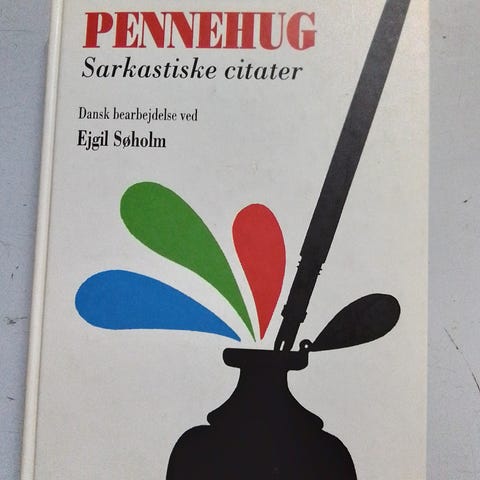 PENNEHUG
Sarkastiske citater
Dansk bearbejdelse ved
Ejgil Søholm